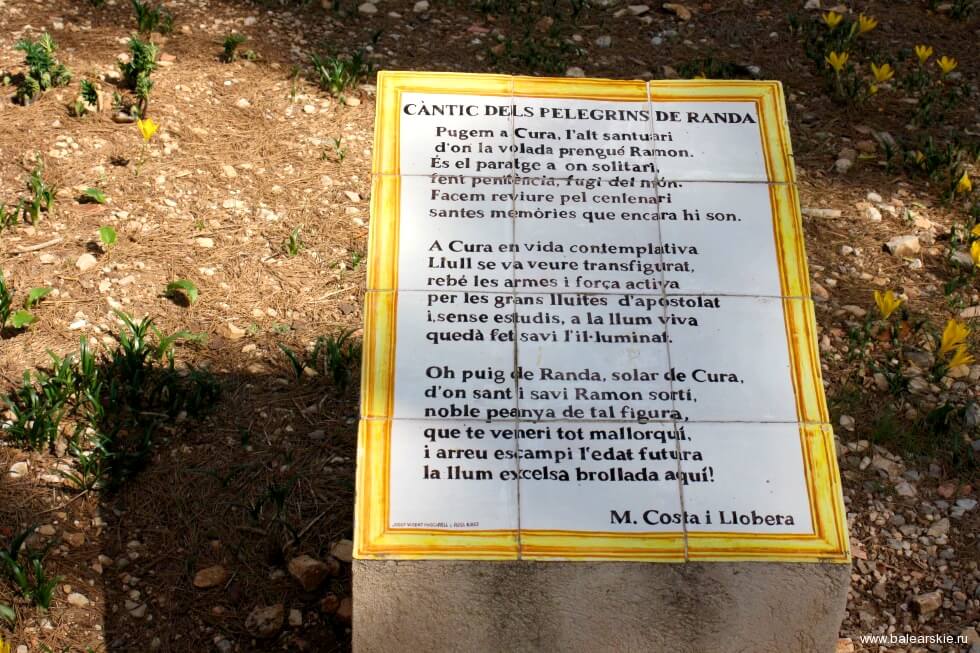 CÀNTIC DELS PELEGRINS DE RANDA
Pugem a Cura, l'alt santuari
d'on la volada prengué Ramon.
És el paratge a on solitari,
fent penitència, fugí del món.
Facem reviure pel centenari
santes memòries que encara hi son.
A Cura en vida contemplativa
Llull se va veure transfigurat,
rebé les armes i força activa
per les grans lluites d'apostolat
i, sense estudis, a la llum viva
quedà fet savi l'il·luminat.
Oh puig de Randa, solar de Cura,
d'on sant i savi Ramon sortí,
noble peanya de tal figura,
que te veneri tot mallorquí,
i arreu escampi l'edat futura
la llum excelsa brollada aquí!
M. Costa i Llobera
www.balearskie.ru